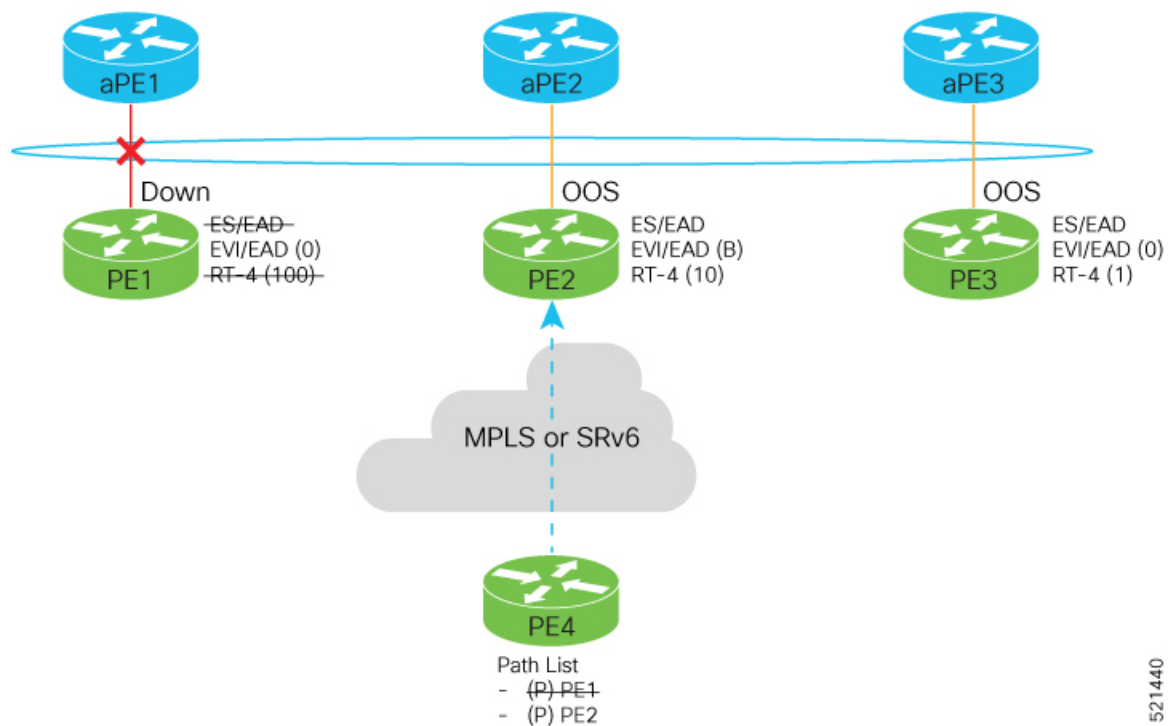 aPE1
aPE2
aPE3
Down
OOS
OOS
PE1
ES/EAD
EVI/EAD (0)
RT-4 (100)
PE2
ES/EAD
EVI/EAD (B)
RT-4 (10)
PE3
ES/EAD
EVI/EAD (0)
RT-4 (1)
MPLS or SRv6
PE4
Path List
- (P) PE1
- (P) PE2
521440